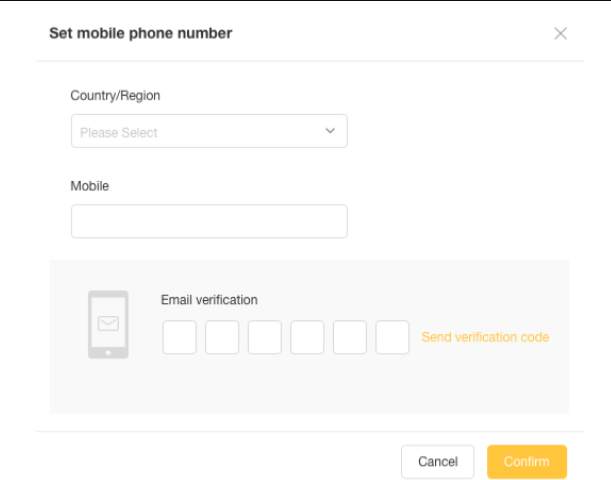 Set mobile phone number
Country/Region
Please Select
Mobile
Email verification
Send verification code
Cancel
Confirm